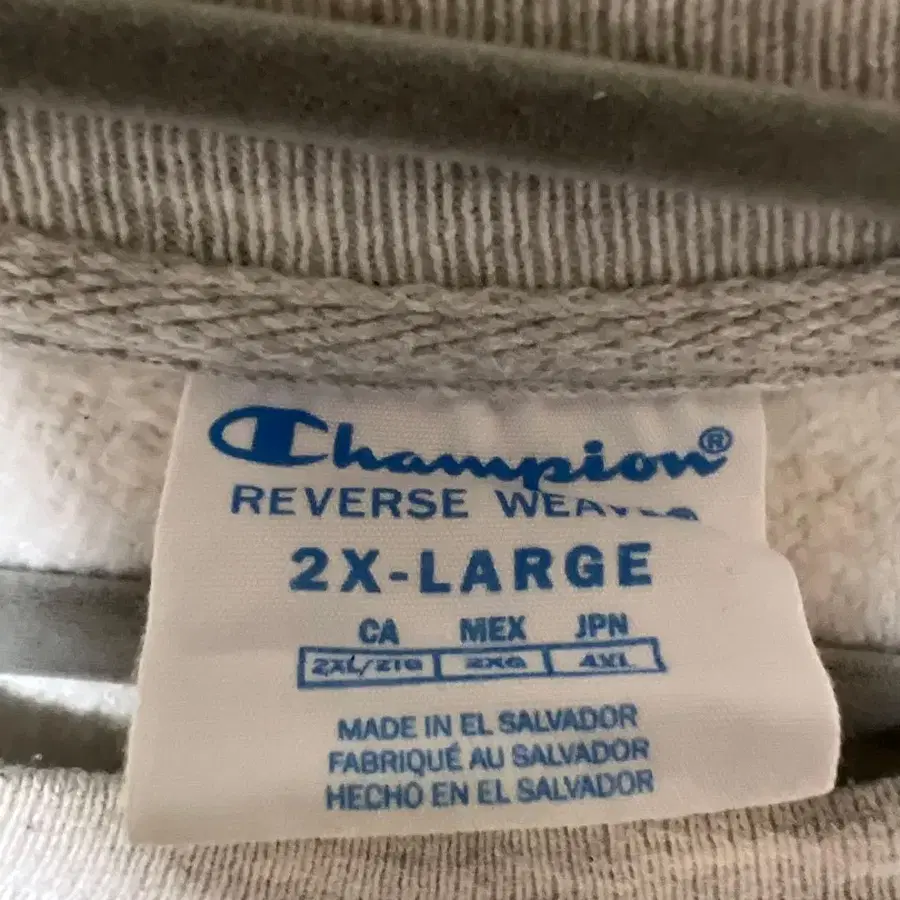 Champion®
REVERSE WEAVE
2X-LARGE
CA MEX JPN
2XL/2TG 2XG 4XL
MADE IN EL SALVADOR
FABRIQUÉ AU SALVADOR
HECHO EN EL SALVADOR